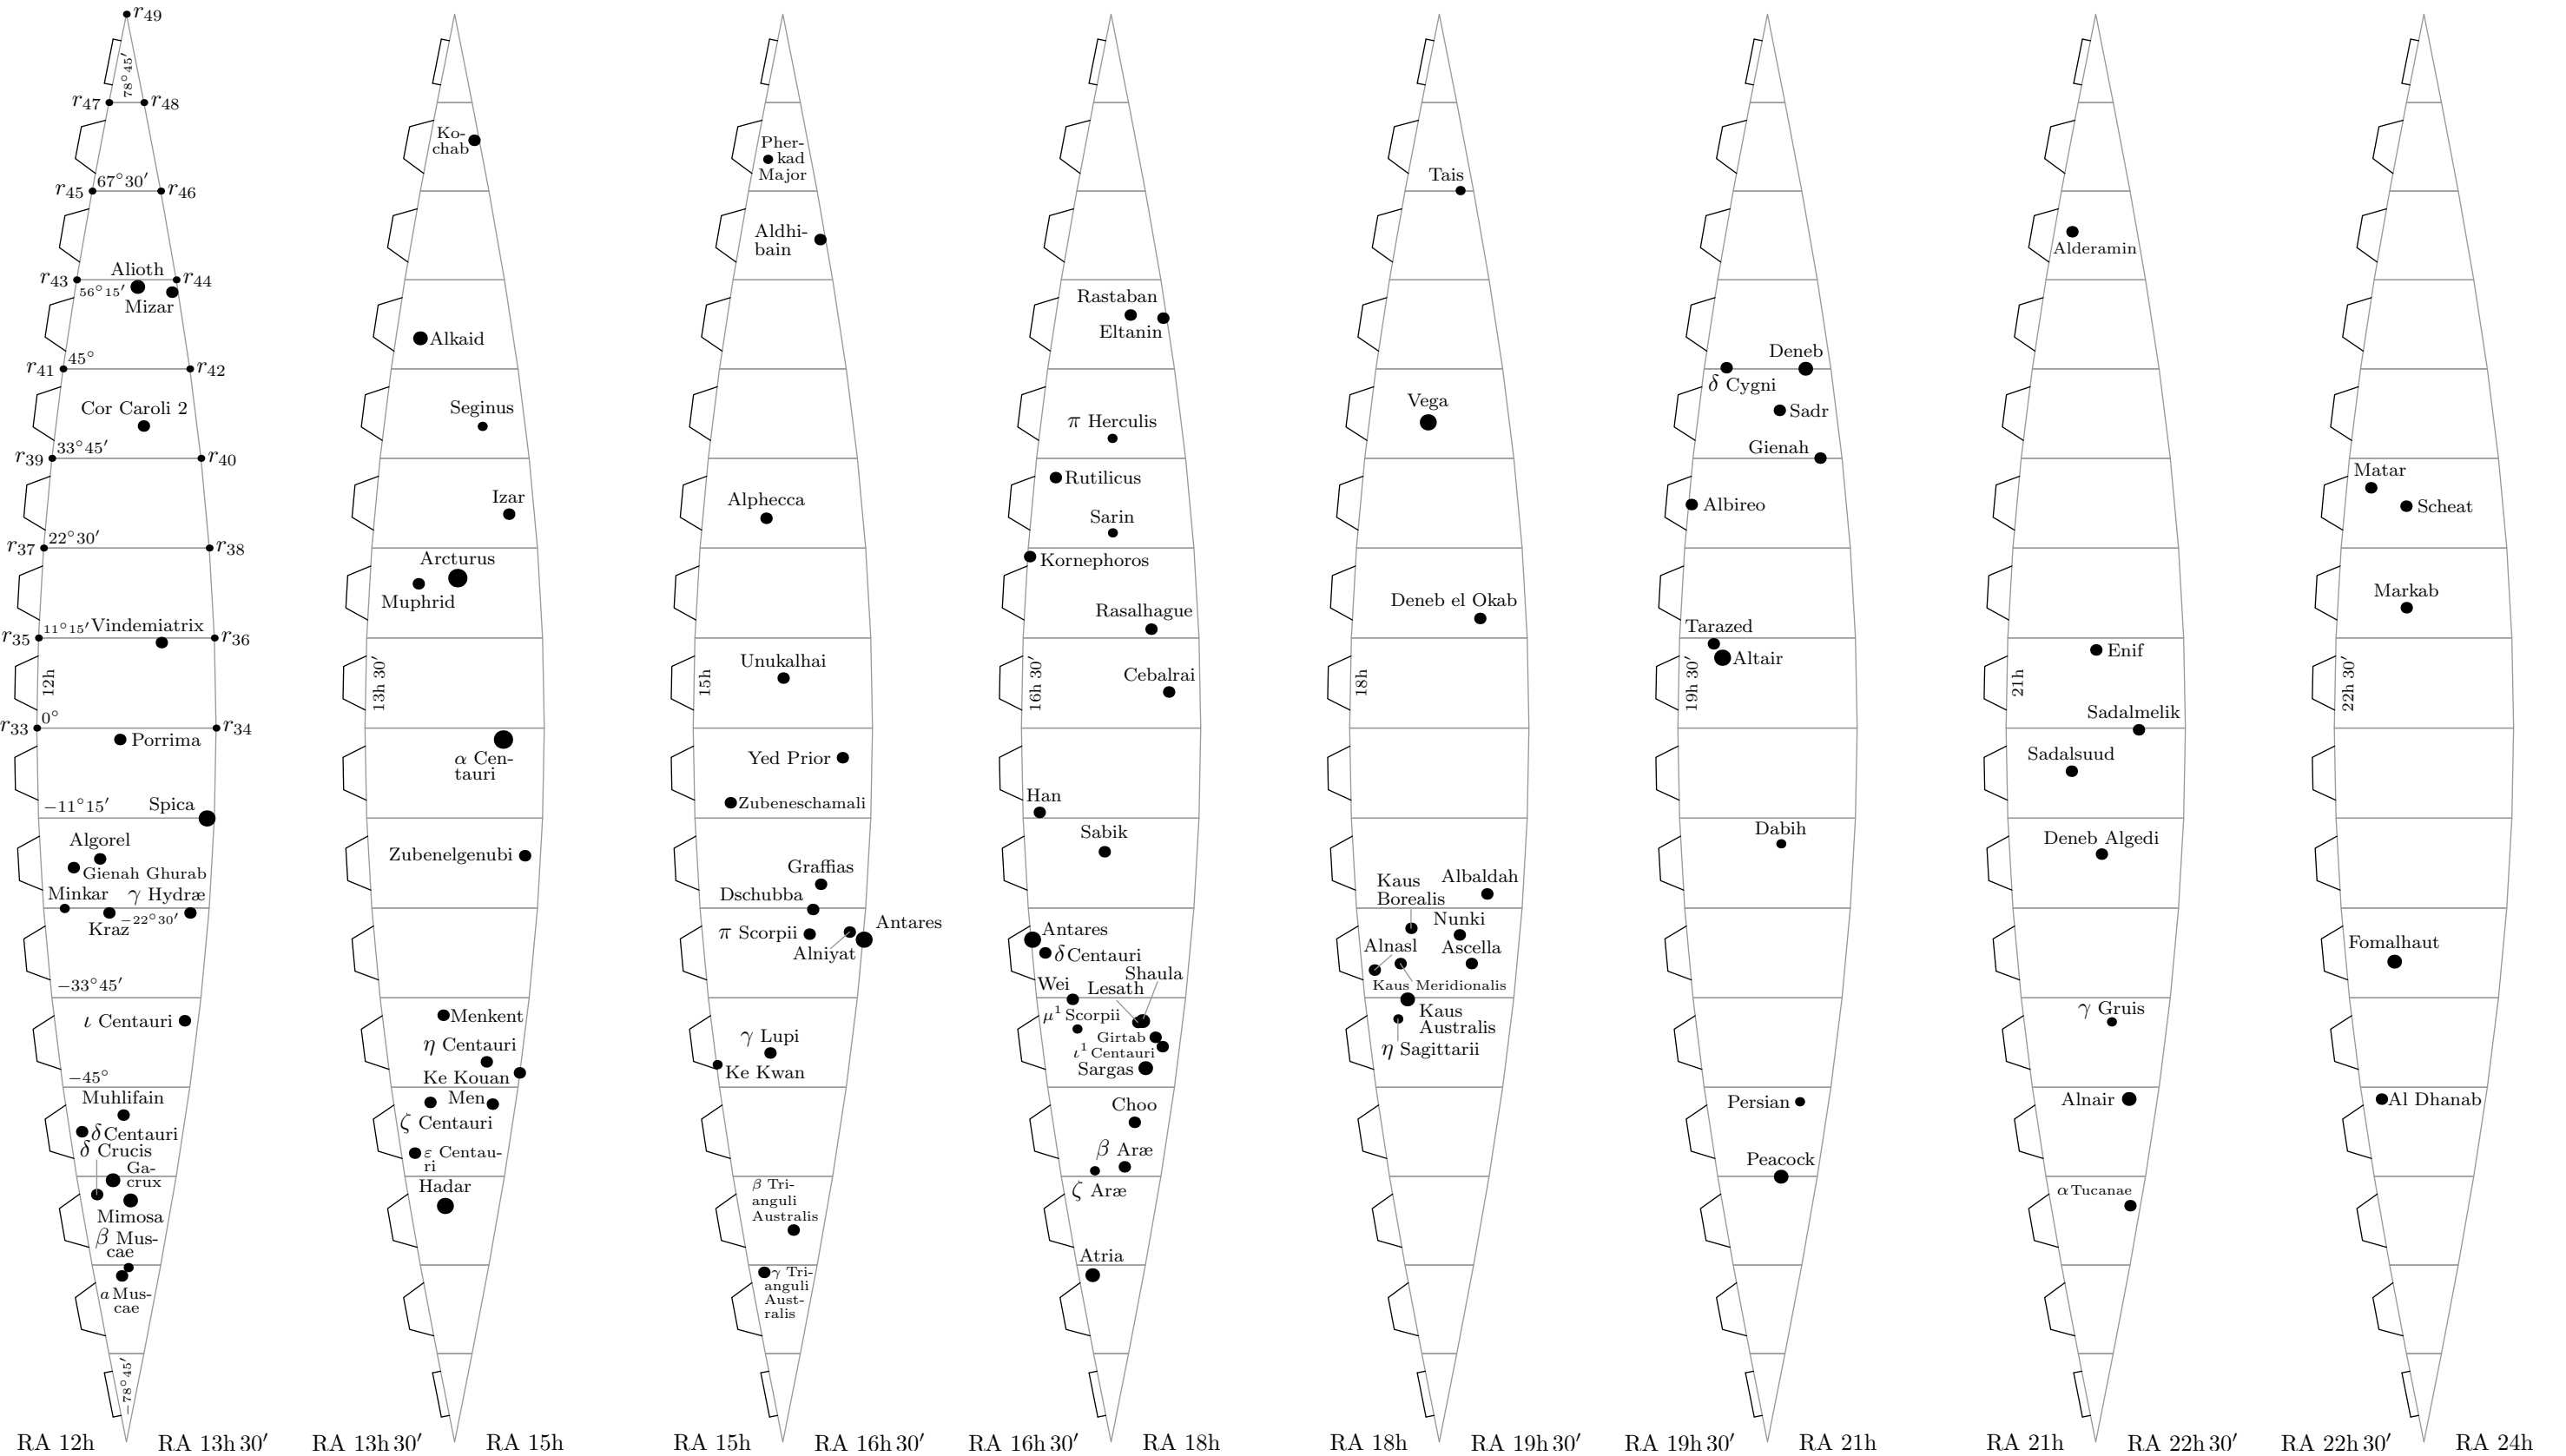 r49
78°45′
r47
r48
r45
67°30′
r46
Alioth
r43
r44
56°15′
Mizar
45°
r41
r42
Cor Caroli 2
33°45′
r39
r40
22°30′
r37
r38
11°15′
Vindemiatrix
r35
r36
12h
0°
r33
r34
Porrima
−11°15′
Spica
Algorel
Gienah Ghurab
Minkar
γ Hydræ
Kraz
−22°30′
−33°45′
ι Centauri
−45°
Muhlifain
δ Centauri
δ Crucis
Ga-
crux
Mimosa
β Mus-
cae
a Mus-
cae
−78°45′
RA 12h
RA 13h 30′
Ko-
chab
Alkaid
Seginus
Izar
Arcturus
Muphrid
13h 30′
α Cen-
tauri
Zubenelgenubi
Menkent
η Centauri
Ke Kouan
Men
ζ Centauri
ε Centau-
ri
Hadar
RA 13h 30′
RA 15h
Pher-
kad
Major
Aldhi-
bain
Alphecca
Unukalhai
15h
Yed Prior
Zubeneschamali
Graffias
Dschubba
Antares
π Scorpii
Alniyat
γ Lupi
Ke Kwan
β Tri-
anguli
Australis
γ Tri-
anguli
Aust-
ralis
RA 15h
RA 16h 30′
Rastaban
Eltanin
π Herculis
Rutilicus
Sarin
Kornephoros
Rasalhague
Cebalrai
16h 30′
Han
Sabik
Antares
δ Centauri
Shaula
Wei
Lesath
μ1 Scorpii
Girtab
ι1 Centauri
Sargas
Choo
β Aræ
ζ Aræ
Atria
RA 16h 30′
RA 18h
Tais
Vega
Deneb el Okab
18h
Kaus
Borealis
Albaldah
Nunki
Alnasl
Ascella
Kaus Meridionalis
Kaus
Australis
η Sagittarii
RA 18h
RA 19h 30′
Deneb
δ Cygni
Sadr
Gienah
Albireo
Tarazed
Altair
19h 30′
Dabih
Persian
Peacock
RA 19h 30′
RA 21h
Alderamin
Enif
21h
Sadalmelik
Sadalsuud
Deneb Algedi
γ Gruis
Alnair
α Tucanae
RA 21h
RA 22h 30′
Matar
Scheat
Markab
22h 30′
Fomalhaut
Al Dhanab
RA 22h 30′
RA 24h